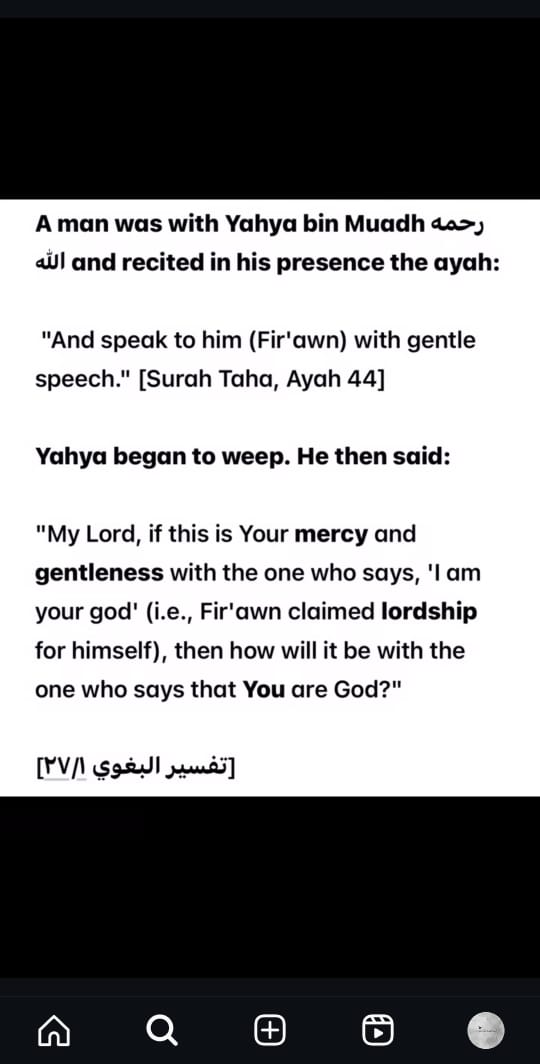 A man was with Yahya bin Muadh رحمه
الله and recited in his presence the ayah:
"And speak to him (Fir'awn) with gentle
speech." [Surah Taha, Ayah 44]
Yahya began to weep. He then said:
"My Lord, if this is Your mercy and
gentleness with the one who says, 'I am
your god' (i.e., Fir'awn claimed lordship
for himself), then how will it be with the
one who says that You are God?"
[تفسير البغوي ٢٧/١]